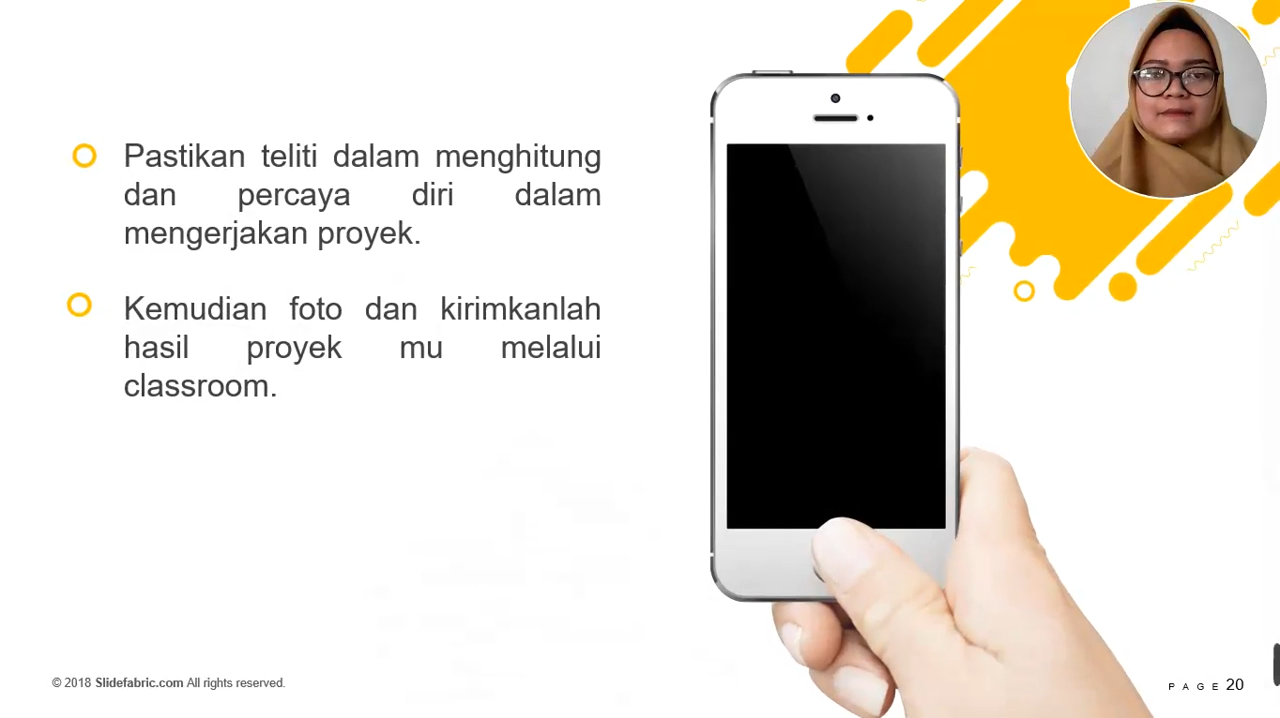 Pastikan teliti dalam menghitung
dan percaya diri dalam
mengerjakan proyek.
Kemudian foto dan kirimkanlah
hasil proyek mu melalui
classroom.
© 2018 Slidefabric.com All rights reserved.
PAGE 20